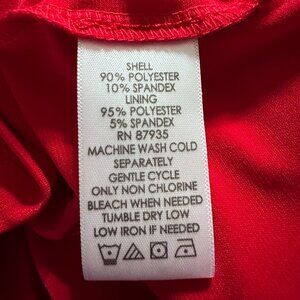 SHELL
90% POLYESTER
10% SPANDEX
LINING
95% POLYESTER
5% SPANDEX
RN 87935
MACHINE WASH COLD
SEPARATELY
GENTLE CYCLE
ONLY NON CHLORINE
BLEACH WHEN NEEDED
TUMBLE DRY LOW
LOW IRON IF NEEDED